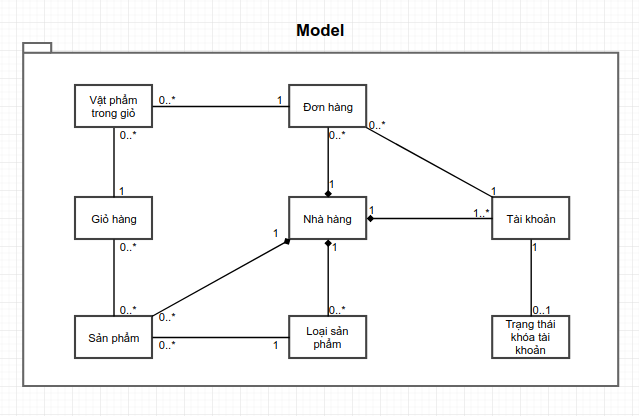 Model
Vật phẩm
trong giỏ
0..*
1
Đơn hàng
0..*
0..*
0..*
1
1
1
Giỏ hàng
Nhà hàng
1
1..*
Tài khoản
0..*
1
1
1
0..*
0..*
0..*
0..1
Sản phẩm
0..*
1
Loại sản
phẩm
Trạng thái
khóa tài
khoản